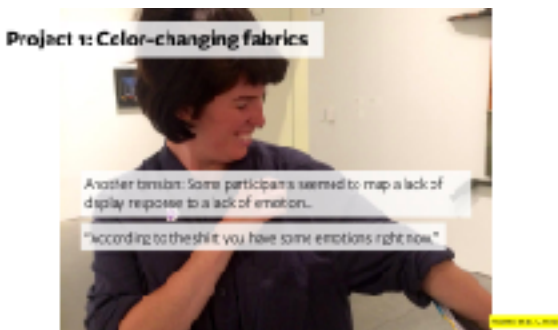 Project 1: Color-changing fabrics
Another tension: Some participants seemed to map a lack of
display response to a lack of emotion...
"According to the shirt you have some emotions right now."